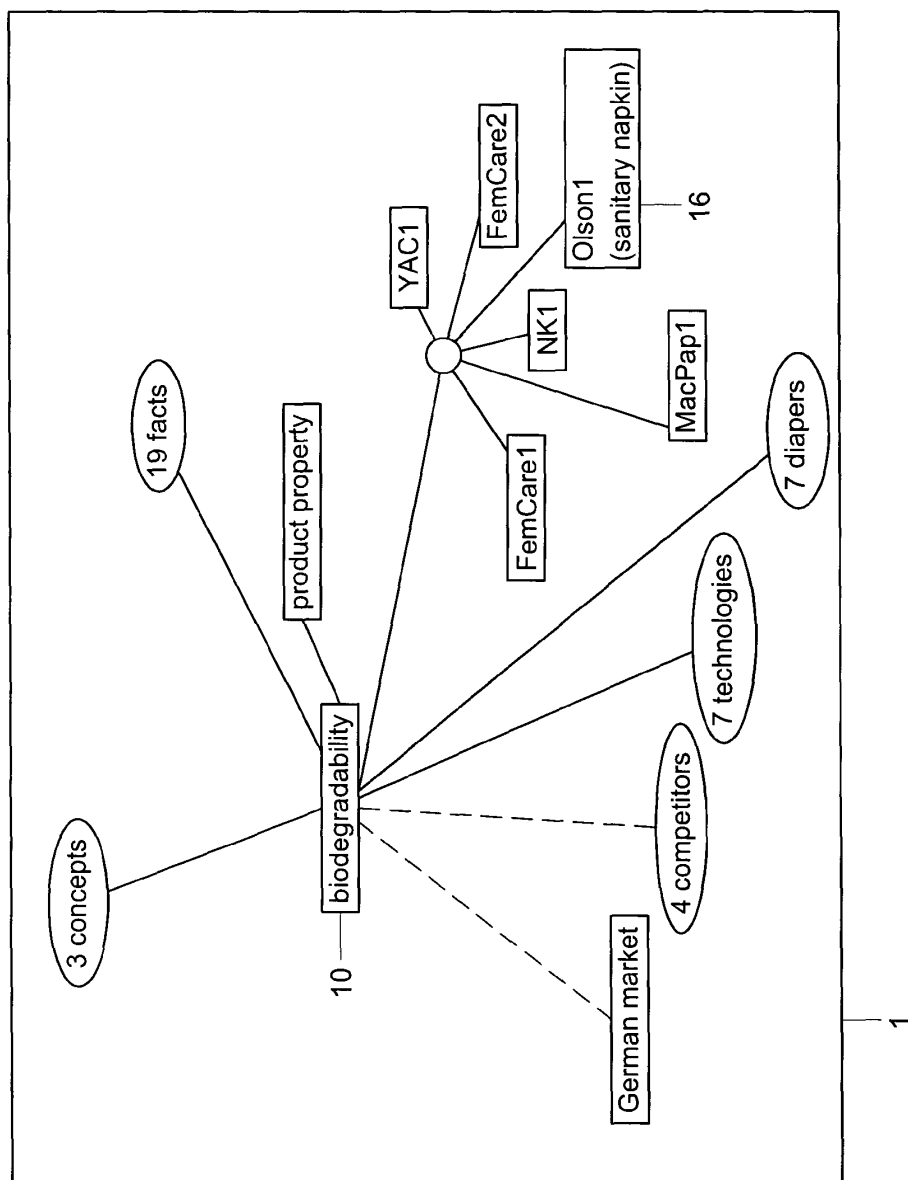 3 concepts
19 facts
10
biodegradability
product property
YAC1
FemCare2
FemCare1
NK1
Olson1
(sanitary napkin)
16
MacPap1
German market
4 competitors
7 technologies
7 diapers
1